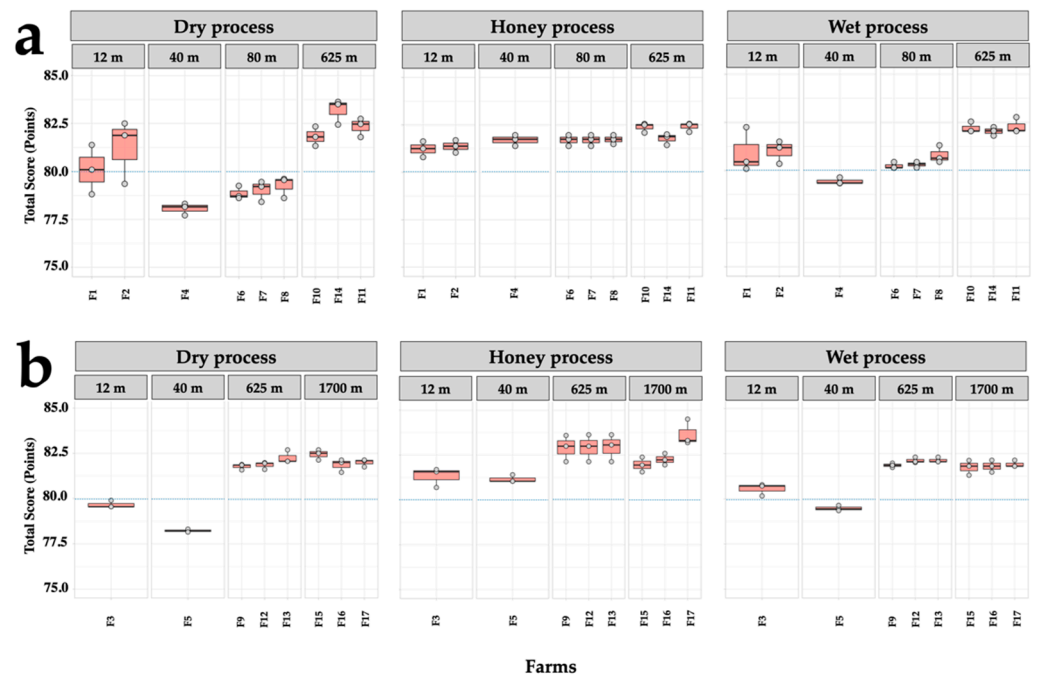 a
Dry process
Honey process
Wet process
12 m
40 m
80 m
625 m
12 m
40 m
80 m
625 m
12 m
40 m
80 m
625 m
Total Score (Points)
85.0
82.5
80.0
77.5
75.0
F1
F2
F4
F6
F7
F8
F10
F14
F11
F1
F2
F4
F6
F7
F8
F10
F14
F11
F1
F2
F4
F6
F7
F8
F10
F14
F11
b
Dry process
Honey process
Wet process
12 m
40 m
625 m
1700 m
12 m
40 m
625 m
1700 m
12 m
40 m
625 m
1700 m
Total Score (Points)
85.0
82.5
80.0
77.5
75.0
F3
F5
F9
F12
F13
F15
F16
F17
F3
F5
F9
F12
F13
F15
F16
F17
F3
F5
F9
F12
F13
F15
F16
F17
Farms